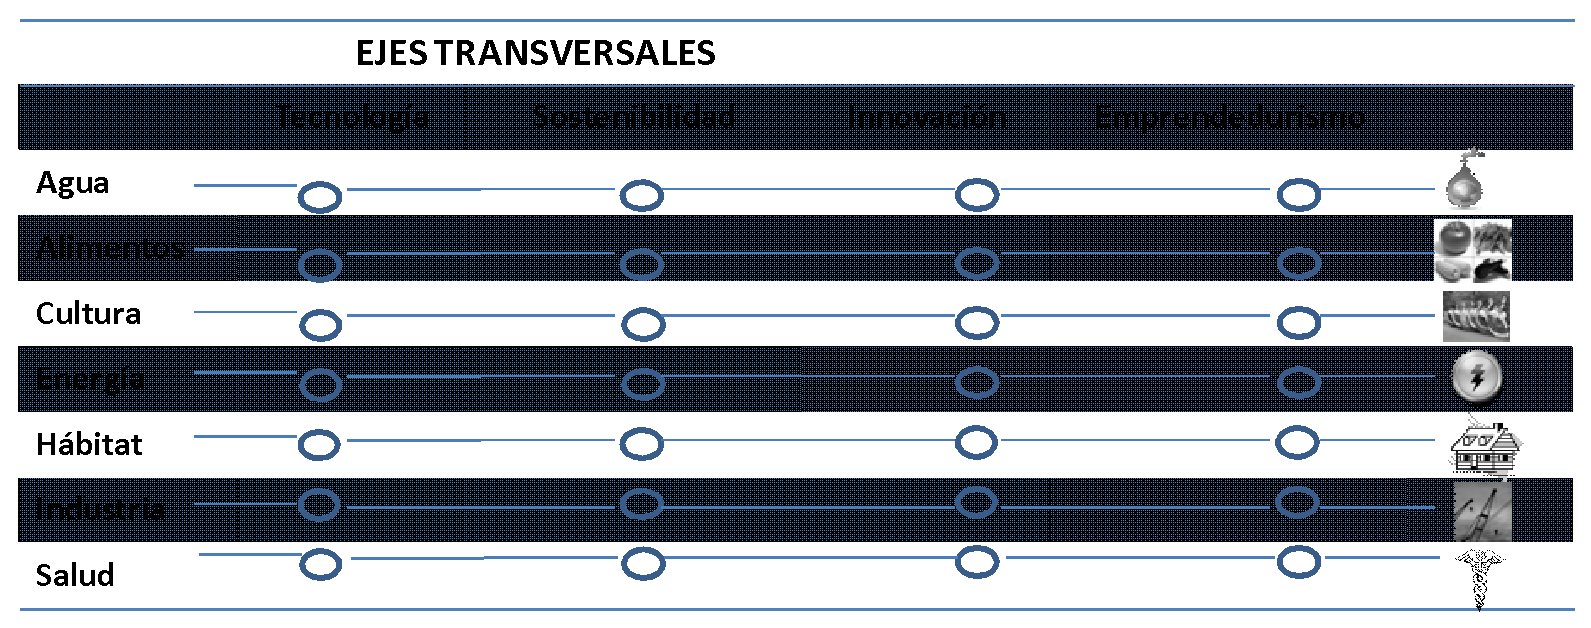 EJES TRANSVERSALES
Tecnología Sostenibilidad Innovación Emprendedurismo
Agua
Alimentos
Cultura
Energía
Hábitat
Industria
Salud